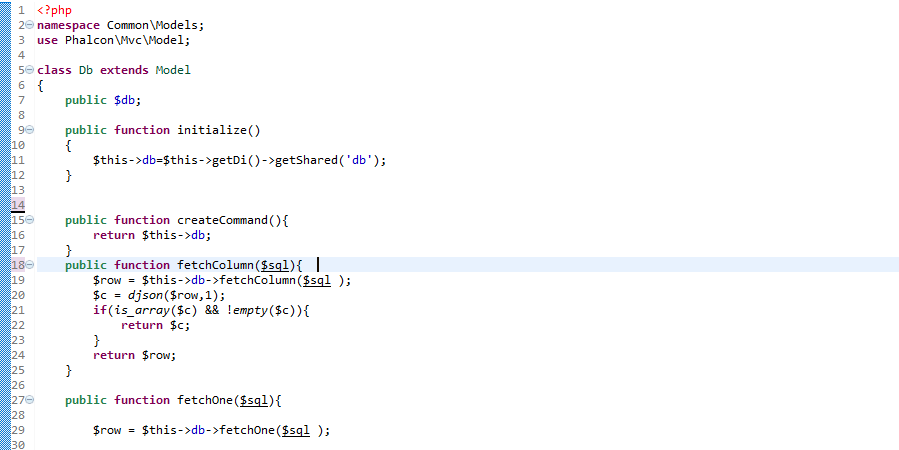 1 <?php
2 namespace Common\Models;
3 use Phalcon\Mvc\Model;
4
5 class Db extends Model
6 {
7     public $db;
8
9     public function initialize()
10     {
11         $this->db=$this->getDi()->getShared('db');
12     }
13
14
15     public function createCommand(){
16         return $this->db;
17     }
18     public function fetchColumn($sql){
19         $row = $this->db->fetchColumn($sql );
20         $c = djson($row,1);
21         if(is_array($c) && !empty($c)){
22             return $c;
23         }
24         return $row;
25     }
26
27     public function fetchOne($sql){
28
29         $row = $this->db->fetchOne($sql );
30